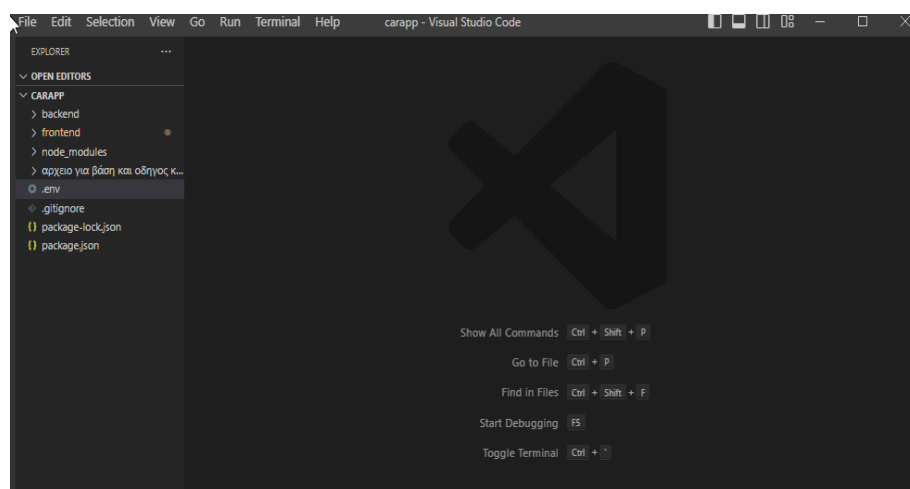 File Edit Selection View Go Run Terminal Help carapp - Visual Studio Code
EXPLORER ...
OPEN EDITORS
CARAPP
backend
frontend
node_modules
αρχειο για βάση και οδηγος κ...
.env
.gitignore
{} package-lock.json
{} package.json
Show All Commands Ctrl + Shift + P
Go to File Ctrl + P
Find in Files Ctrl + Shift + F
Start Debugging F5
Toggle Terminal Ctrl + `